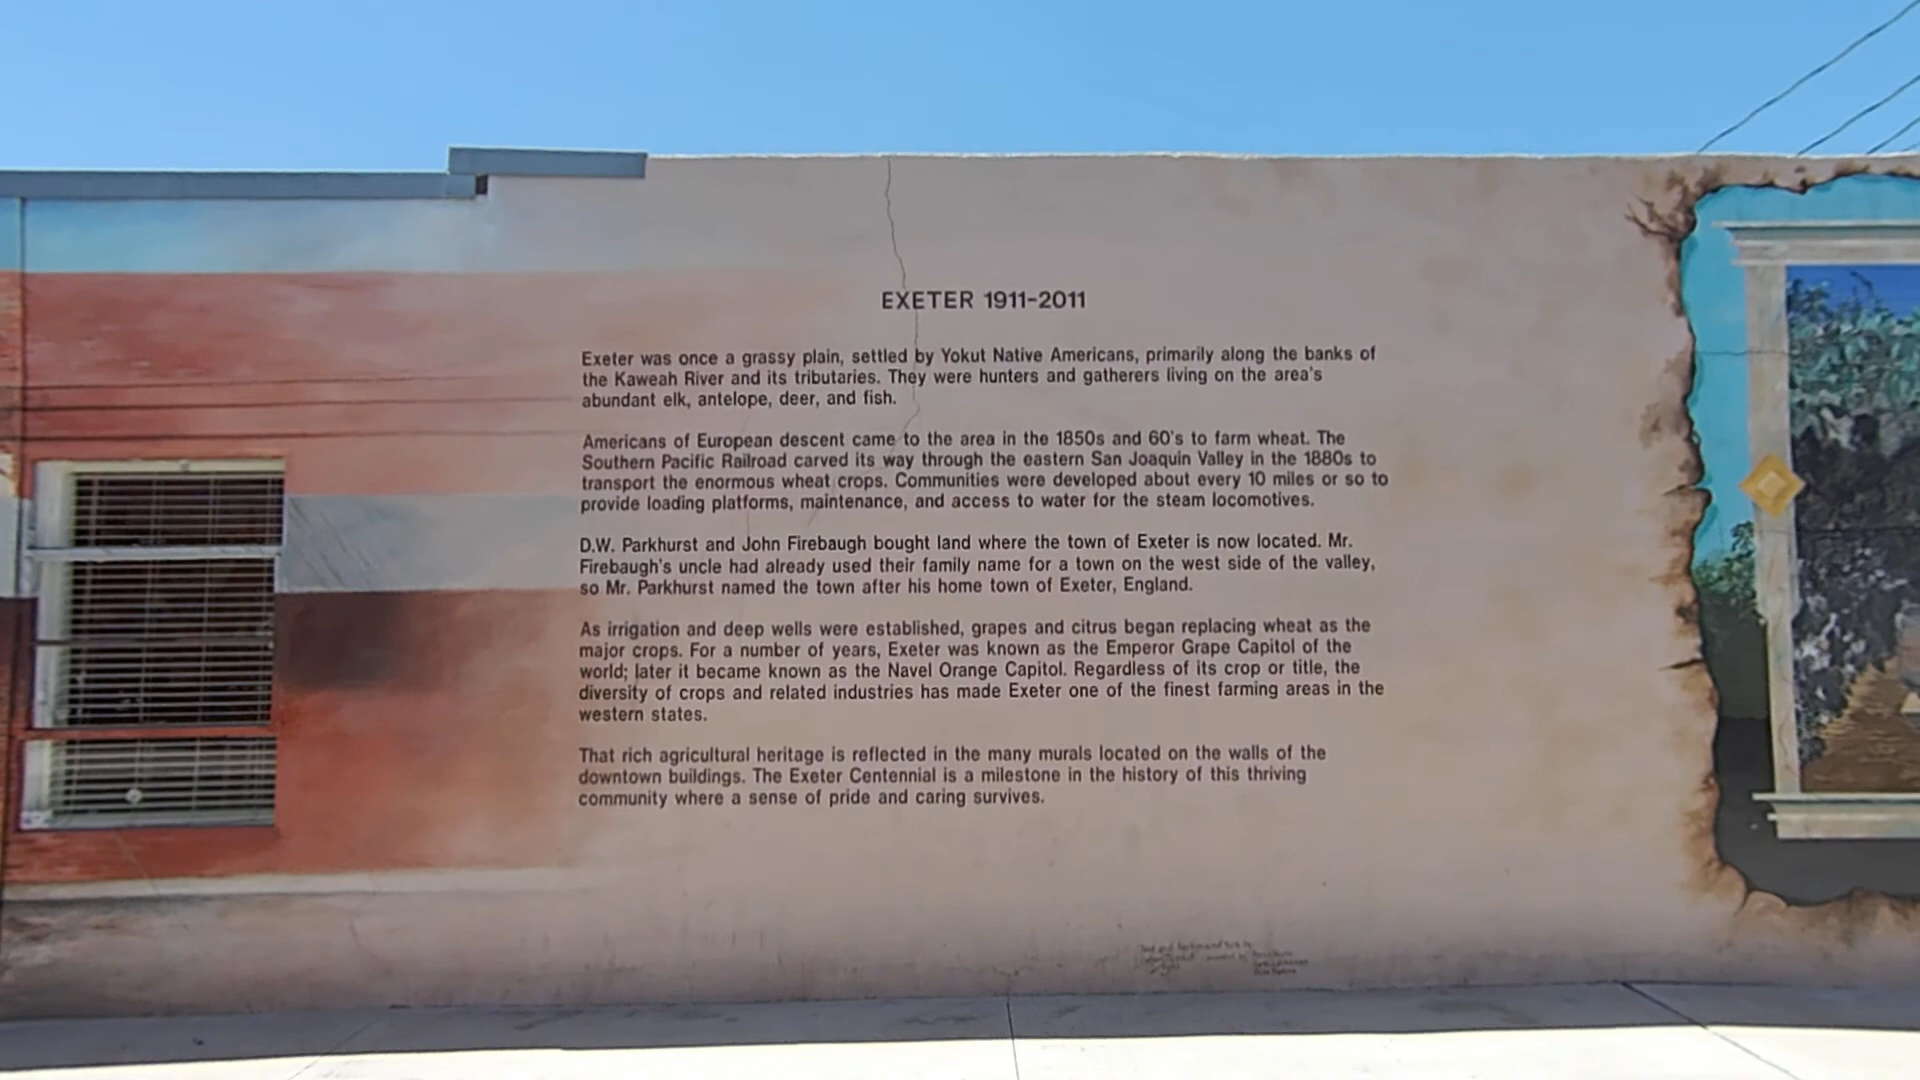 EXETER 1911-2011
Exeter was once a grassy plain, settled by Yokut Native Americans, primarily along the banks of
the Kaweah River and its tributaries. They were hunters and gatherers living on the area's
abundant elk, antelope, deer, and fish.
Americans of European descent came to the area in the 1850s and 60's to farm wheat. The
Southern Pacific Railroad carved its way through the eastern San Joaquin Valley in the 1880s to
transport the enormous wheat crops. Communities were developed about every 10 miles or so to
provide loading platforms, maintenance, and access to water for the steam locomotives.
D.W. Parkhurst and John Firebaugh bought land where the town of Exeter is now located. Mr.
Firebaugh's uncle had already used their family name for a town on the west side of the valley,
so Mr. Parkhurst named the town after his home town of Exeter, England.
As irrigation and deep wells were established, grapes and citrus began replacing wheat as the
major crops. For a number of years, Exeter was known as the Emperor Grape Capitol of the
world; later it became known as the Navel Orange Capitol. Regardless of its crop or title, the
diversity of crops and related industries has made Exeter one of the finest farming areas in the
western states.
That rich agricultural heritage is reflected in the many murals located on the walls of the
downtown buildings. The Exeter Centennial is a milestone in the history of this thriving
community where a sense of pride and caring survives.